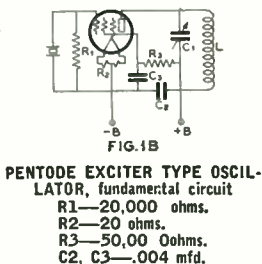 R1
R2
R3
C1
L
C3
C2
-B
+B
FIG.1B
PENTODE EXCITER TYPE OSCIL-
LATOR, fundamental circuit
R1—20,000 ohms.
R2—20 ohms.
R3—50,00 Oohms.
C2, C3—.004 mfd.